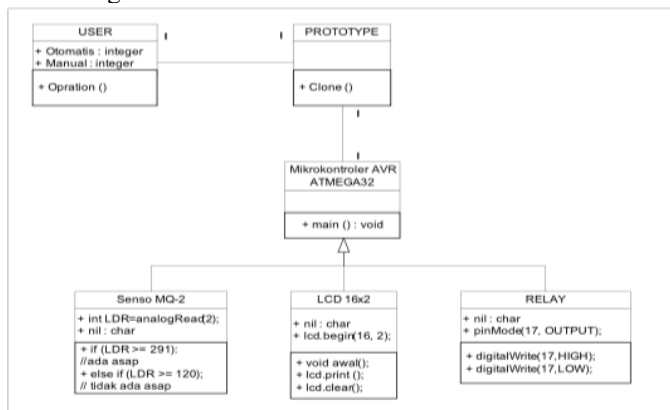 USER
+ Otomatis : integer
+ Manual : integer
+ Opration ()
I
I
PROTOTYPE
+ Clone ()
I
I
Mikrokontroler AVR
ATMEGA32
+ main () : void
Senso MQ-2
+ int LDR=analogRead(2);
+ nil : char
+ if (LDR >= 291):
//ada asap
+ else if (LDR >= 120);
// tidak ada asap
LCD 16x2
+ nil : char
+ lcd.begin(16, 2);
+ void awal();
+ lcd.print ();
+ lcd.clear();
RELAY
+ nil : char
+ pinMode(17, OUTPUT);
+ digitalWrite(17,HIGH);
+ digitalWrite(17,LOW);